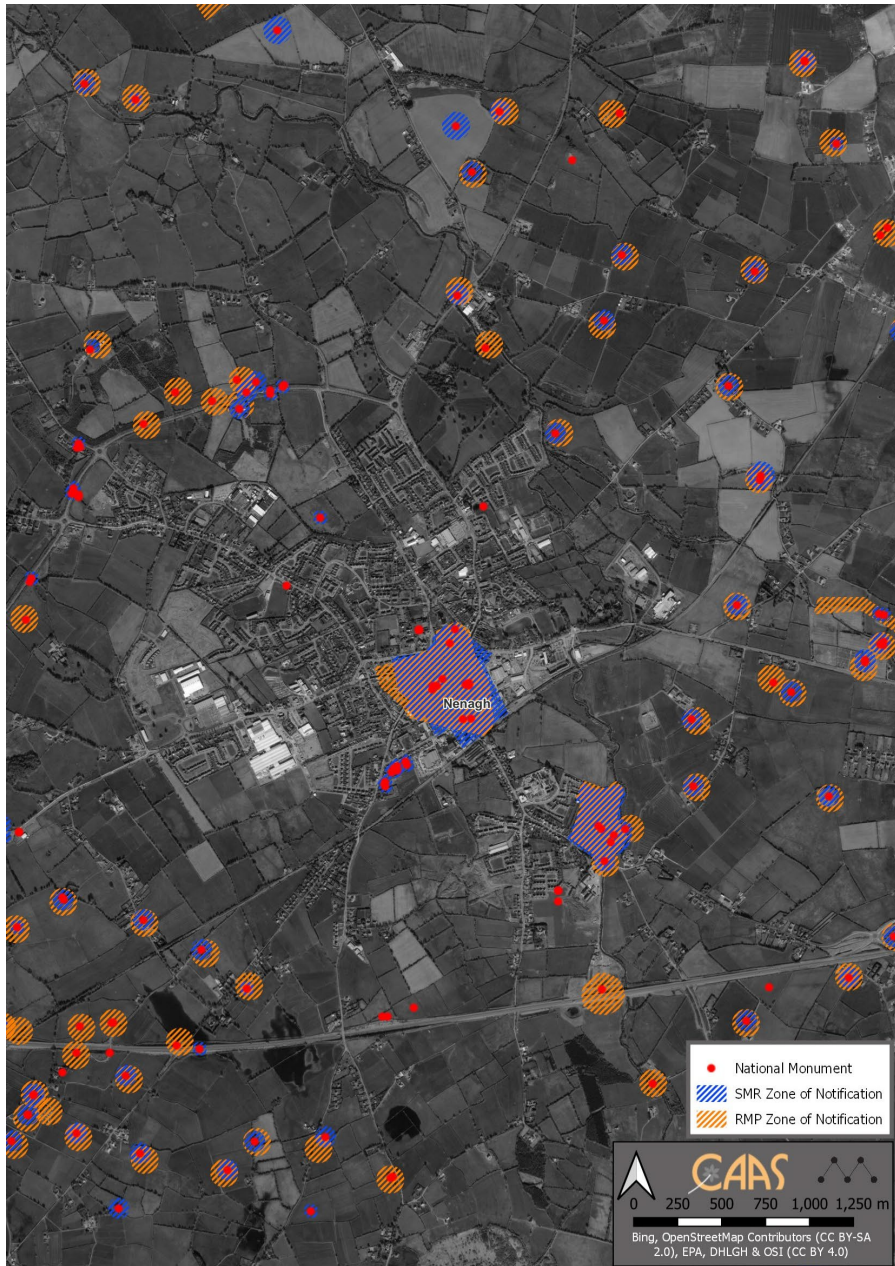 Nenagh
National Monument
SMR Zone of Notification
RMP Zone of Notification
CAAS
0 250 500 750 1,000 1,250 m
Bing, OpenStreetMap Contributors (CC BY-SA
2.0), EPA, DHLGH & OSI (CC BY 4.0)